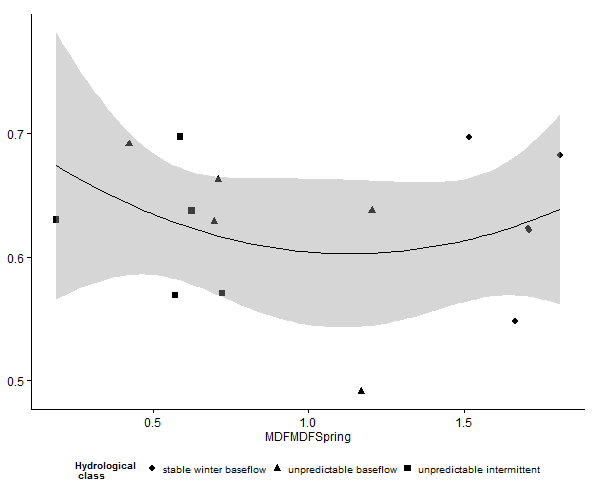 0.7
0.6
0.5
0.5 1.0 1.5
MDFMDFSpring
Hydrological
class
stable winter baseflow unpredictable baseflow unpredictable intermittent